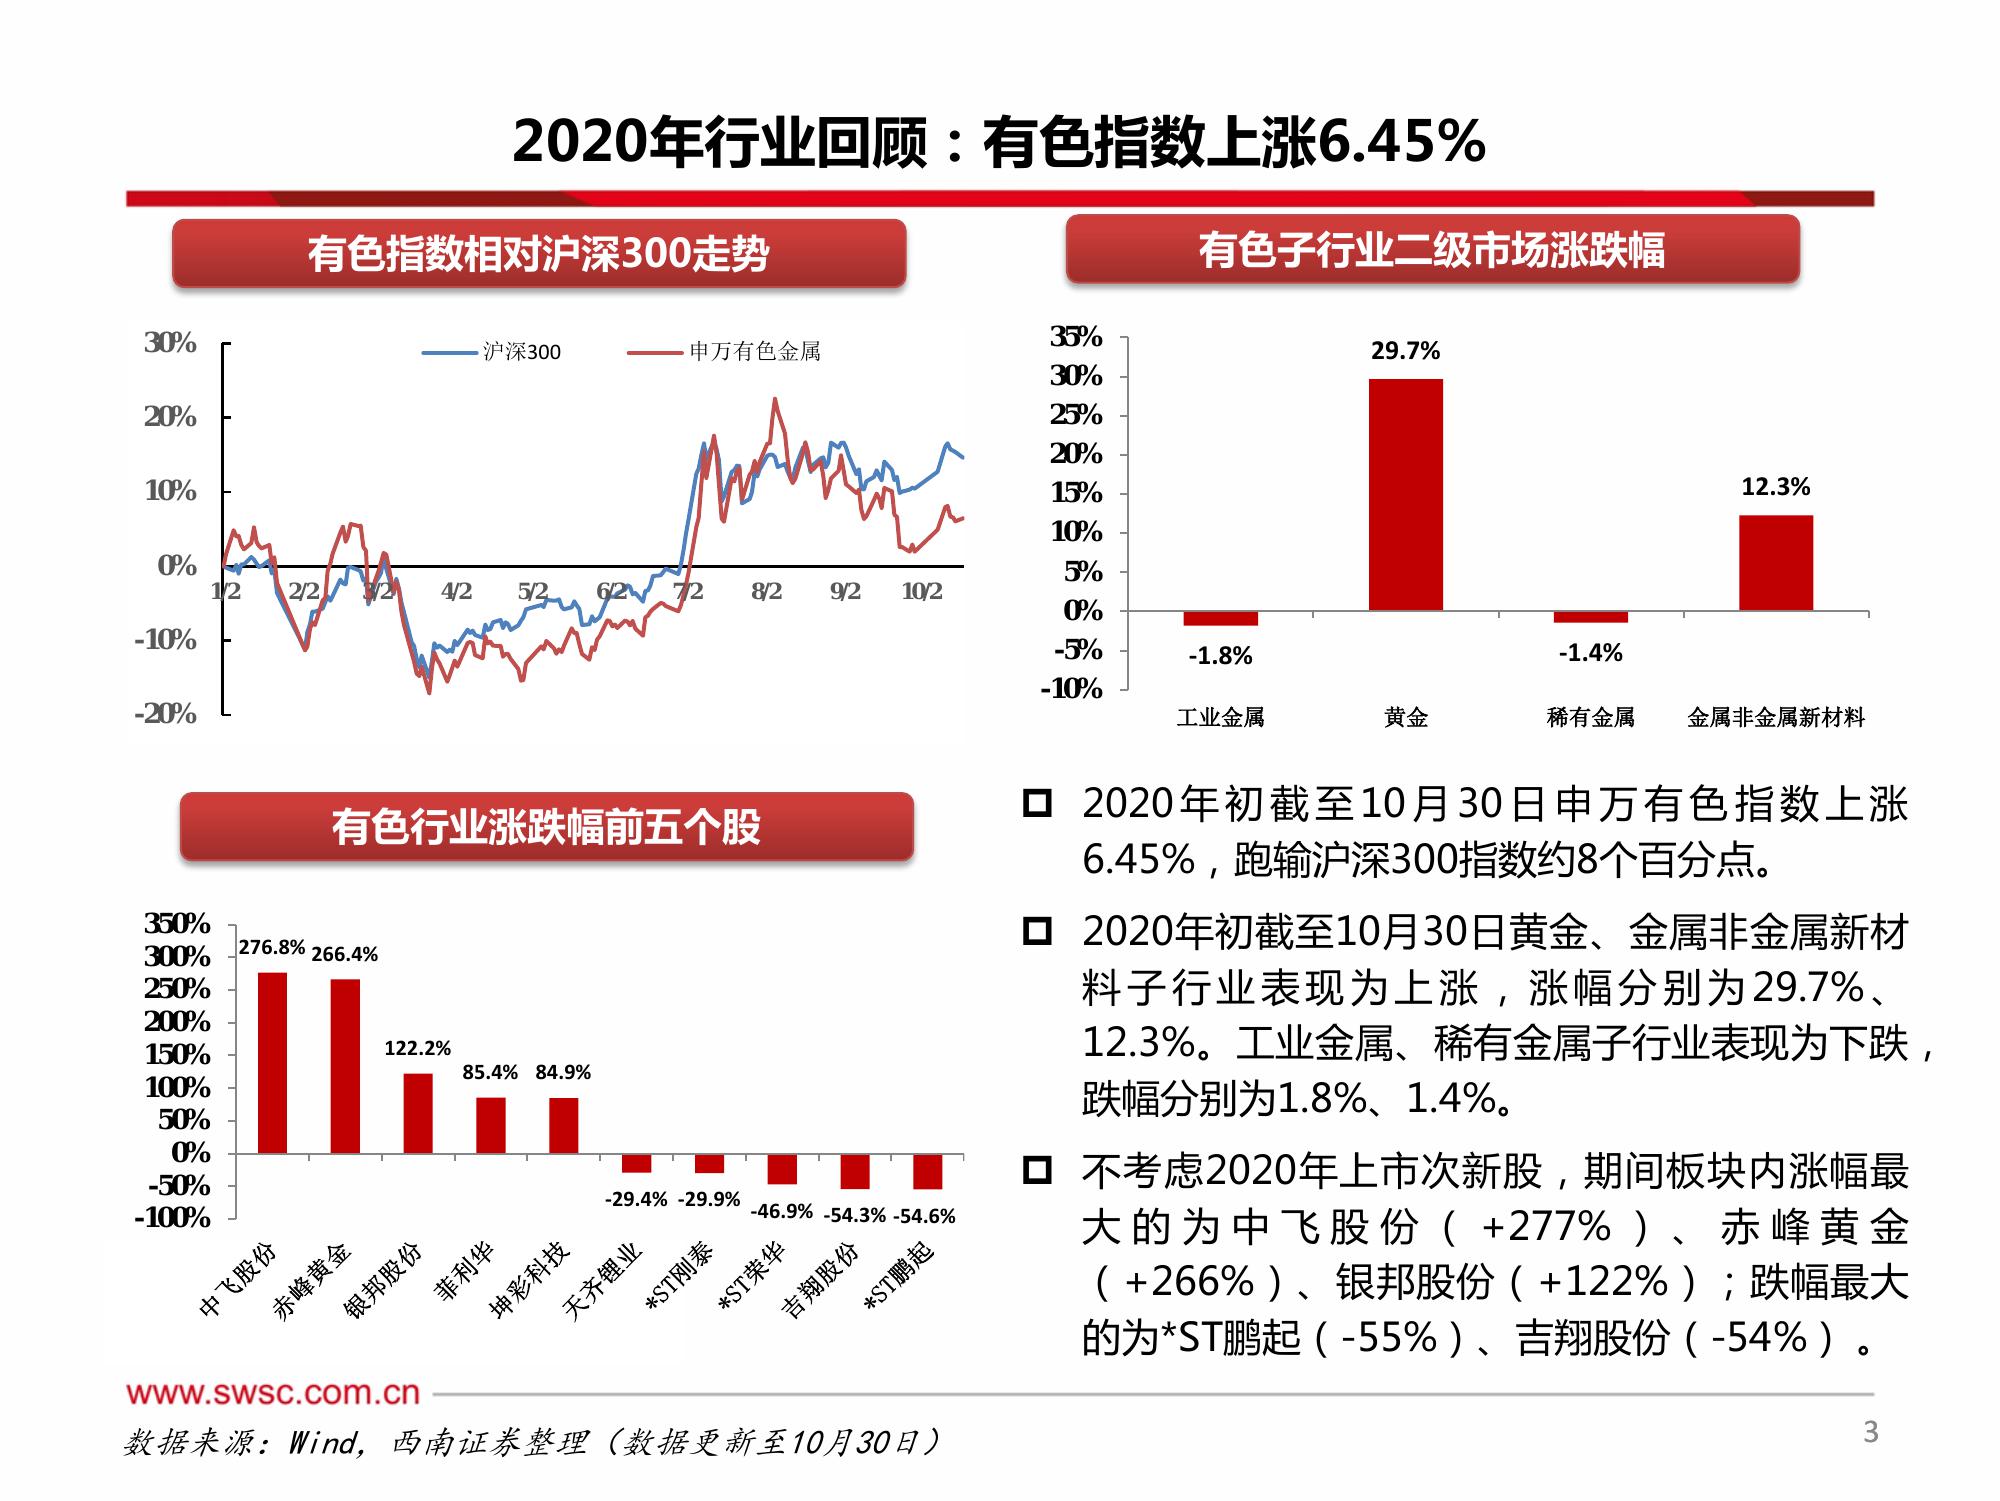 2020年行业回顾：有色指数上涨6.45%
有色指数相对沪深300走势
30%
20%
10%
0%
-10%
-20%
沪深300
申万有色金属
1/2
2/2
3/2
4/2
5/2
6/2
7/2
8/2
9/2
10/2
有色子行业二级市场涨跌幅
35%
30%
25%
20%
15%
10%
5%
0%
-5%
-10%
-1.8%
29.7%
-1.4%
12.3%
工业金属
黄金
稀有金属
金属非金属新材料
有色行业涨跌幅前五个股
350%
300%
250%
200%
150%
100%
50%
0%
-50%
-100%
276.8%
266.4%
122.2%
85.4%
84.9%
-29.4%
-29.9%
-46.9%
-54.3%
-54.6%
中飞股份
赤峰黄金
银邦股份
菲利华
坤彩科技
天齐锂业
*ST刚泰
*ST荣华
吉翔股份
*ST鹏起
2020年初截至10月30日申万有色指数上涨
6.45%，跑输沪深300指数约8个百分点。
2020年初截至10月30日黄金、金属非金属新材
料子行业表现为上涨，涨幅分别为29.7%、
12.3%。工业金属、稀有金属子行业表现为下跌，
跌幅分别为1.8%、1.4%。
不考虑2020年上市次新股，期间板块内涨幅最
大的为中飞股份（+277%）、赤峰黄金
（+266%）、银邦股份（+122%）；跌幅最大
的为*ST鹏起（-55%）、吉翔股份（-54%）。
www.swsc.com.cn
数据来源：Wind，西南证券整理（数据更新至10月30日）
3